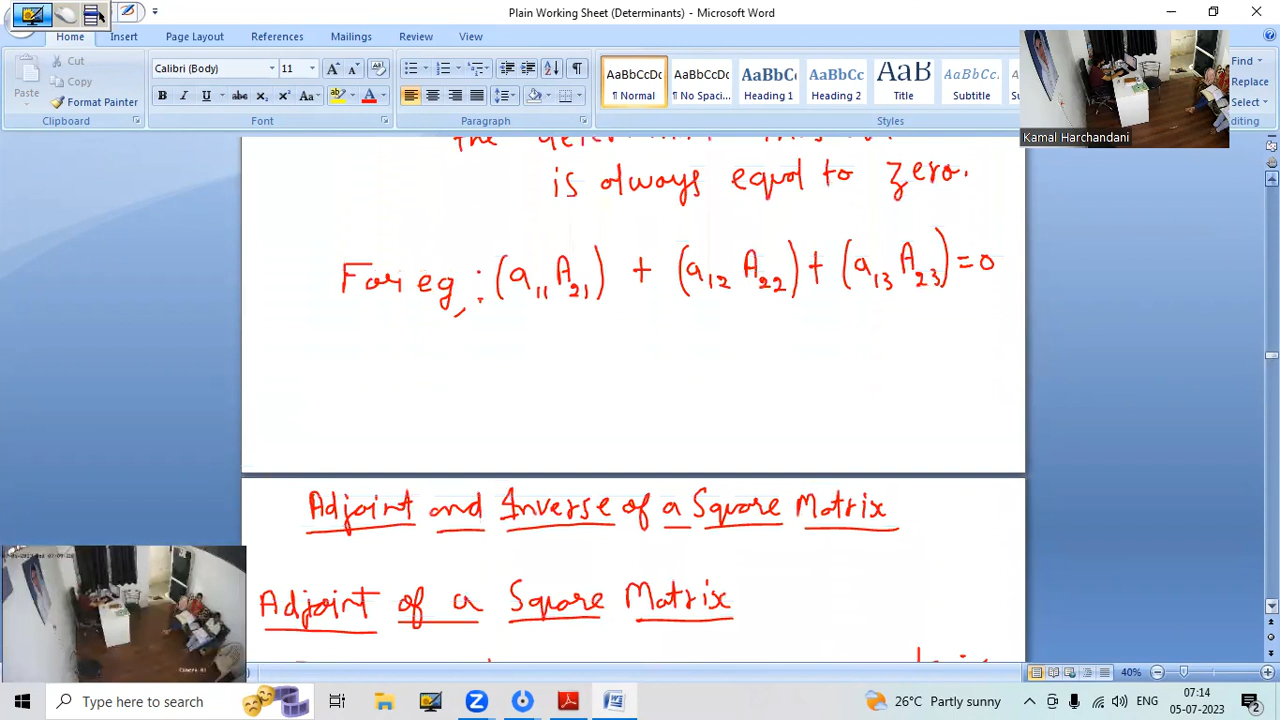 Plain Working Sheet (Determinants) - Microsoft Word
Home Insert Page Layout References Mailings Review View
Cut
Copy
Paste
Format Painter
Clipboard
Calibri (Body) 11
Font
Paragraph
AaBbCcDc AaBbCcDc AaBbCc AaBbCc AaB AaBbCc
¶ Normal ¶ No Spaci... Heading 1 Heading 2 Title Subtitle
Styles
Find
Replace
Select
Kamal Harchandani
the
is always equal to zero.
For eg,: (a₁₁A₂₁) + (a₁₂ A₂₂) + (a₁₃ A₂₃) = 0
Adjoint and Inverse of a Square Matrix
Adjoint of a Square Matrix
40%
Type here to search
26°C Partly sunny
ENG
07:14
05-07-2023
2